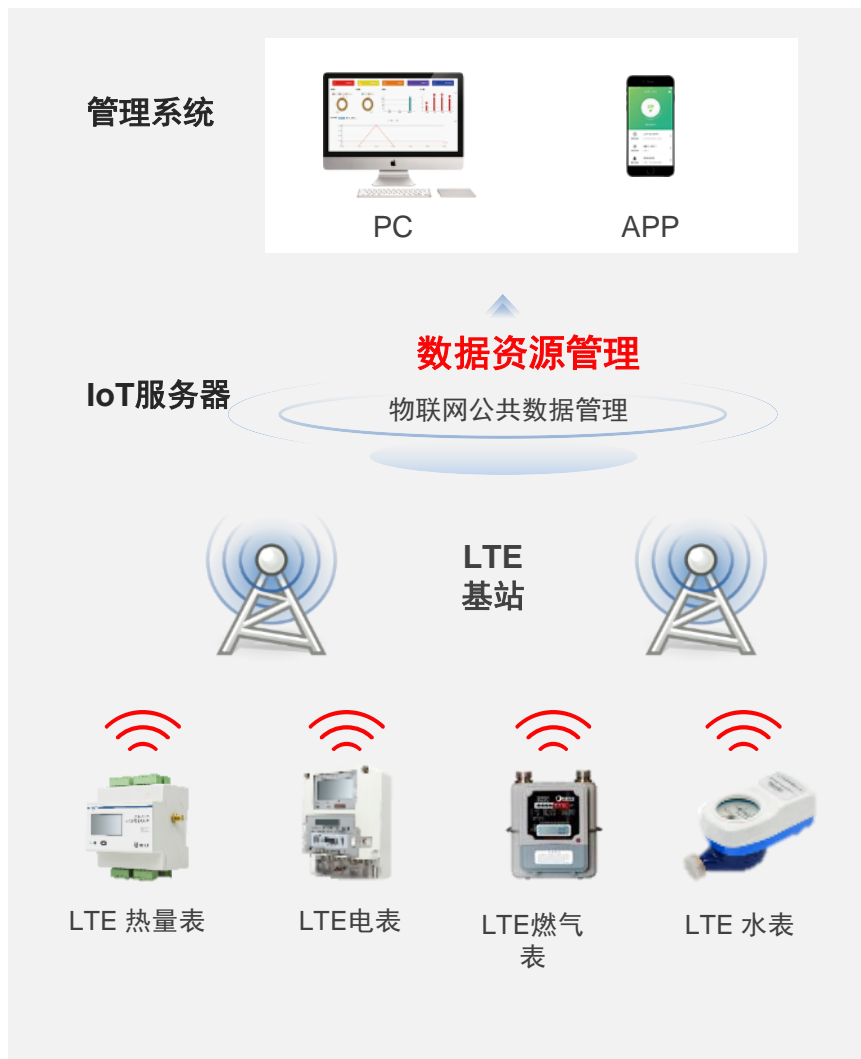 管理系统
PC
APP
数据资源管理
IoT服务器
物联网公共数据管理
LTE
基站
LTE 热量表
LTE电表
LTE燃气
表
LTE 水表